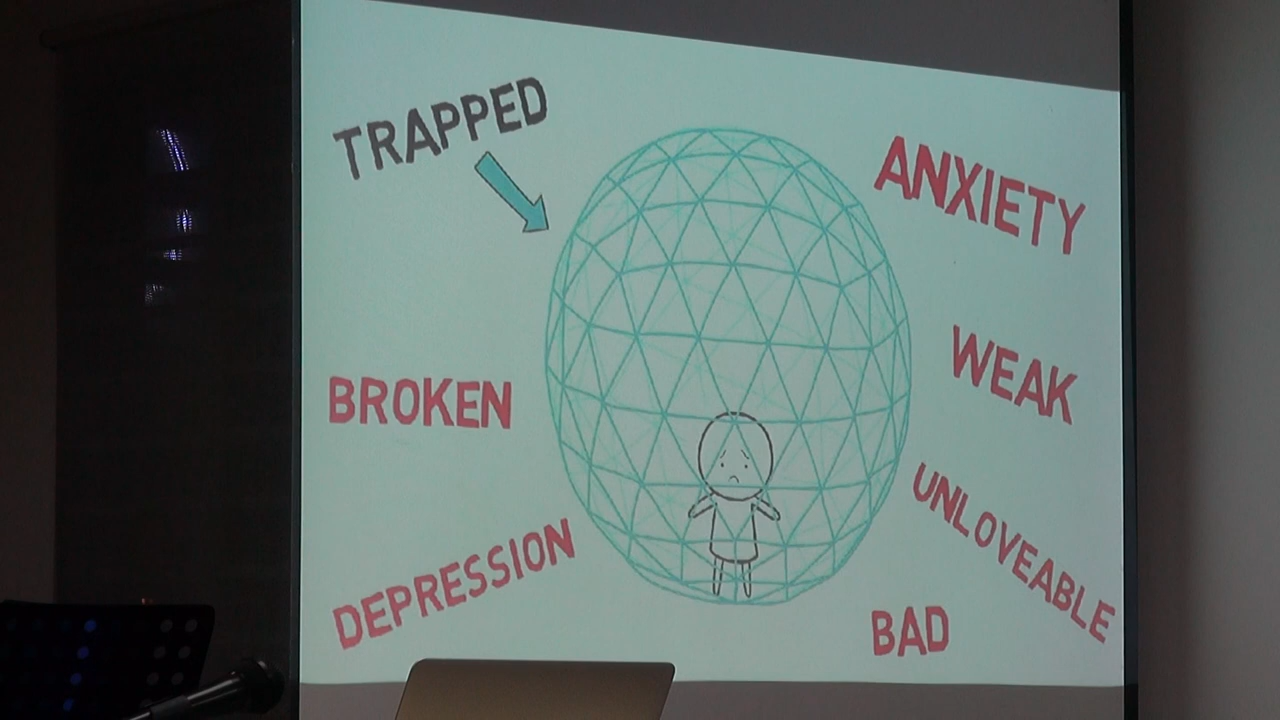 TRAPPED
ANXIETY
BROKEN
WEAK
DEPRESSION
UNLOVEABLE
BAD